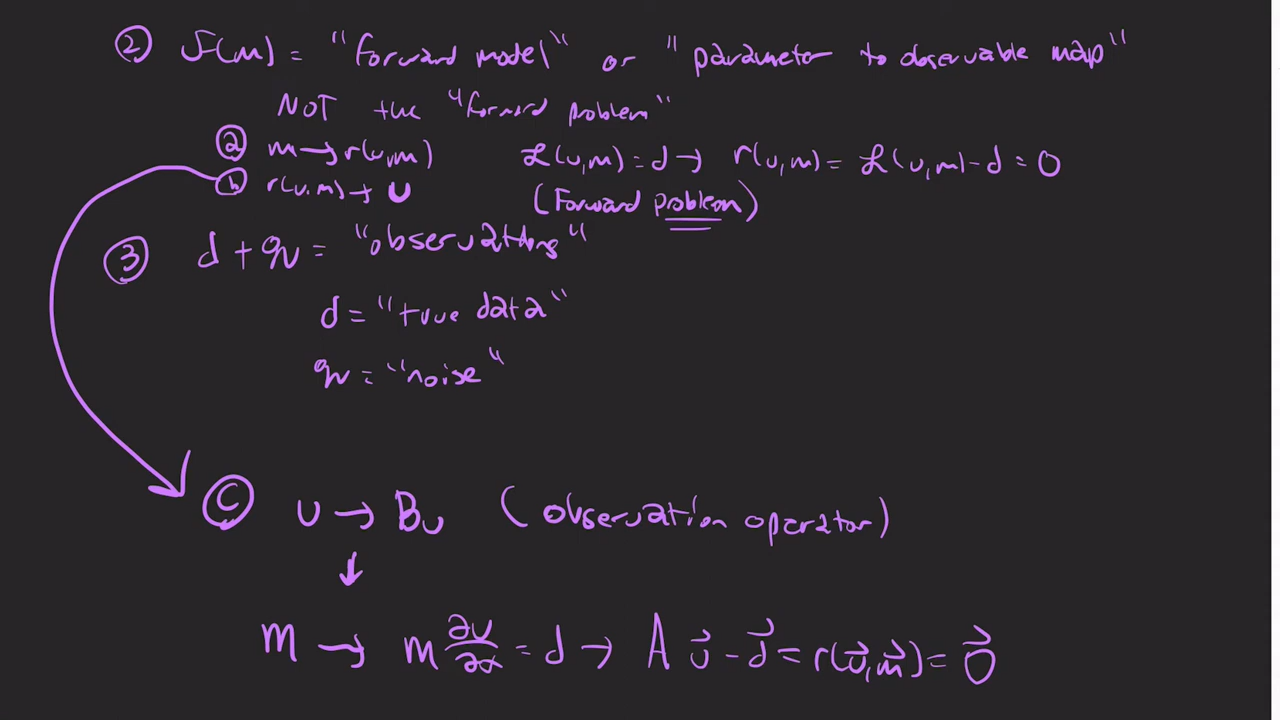 ② F(m) = "forward model" or "parameter to observable map"
NOT the "forward problem"
ⓐ m → r(u,m) L(u,m) = d → r(u,m) = L(u,m) - d = 0
ⓑ r(u,m) → u (Forward problem)
③ d + η = "observations"
d = "true data"
η = "noise"
ⓒ u → Bu (observation operator)
↓
m → m ∂u/∂x = d → A u⃗ - d⃗ = r(u⃗,m⃗) = 0⃗